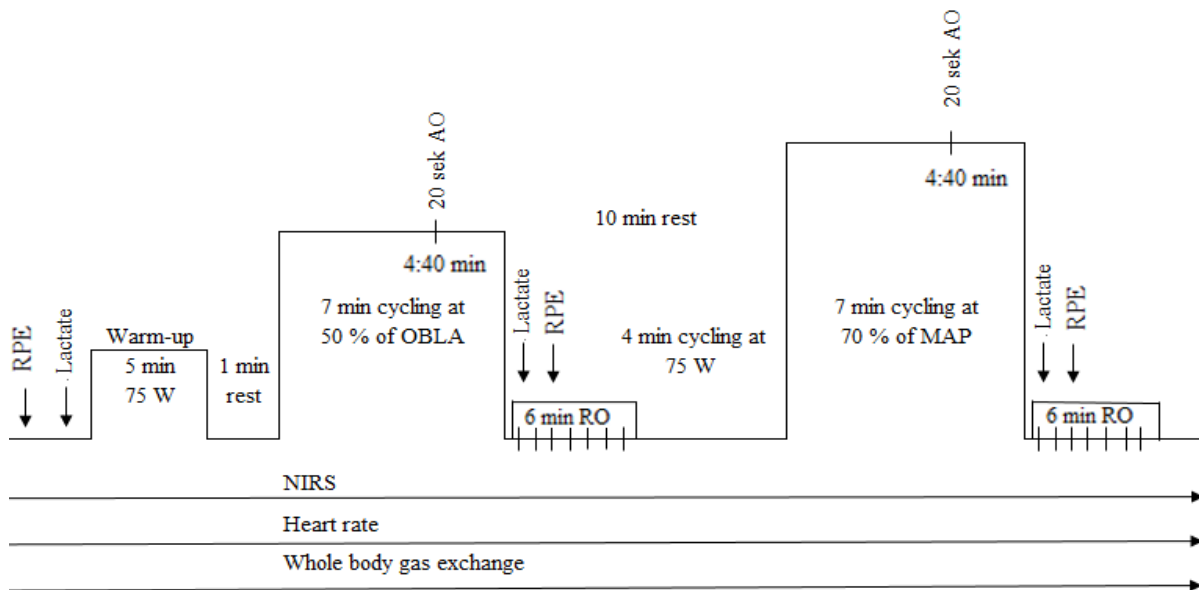 20 sek AO
20 sek AO
4:40 min
10 min rest
4:40 min
RPE
Lactate
Warm-up
5 min
75 W
1 min
rest
7 min cycling at
50 % of OBLA
Lactate
RPE
4 min cycling at
75 W
7 min cycling at
70 % of MAP
Lactate
RPE
6 min RO
6 min RO
NIRS
Heart rate
Whole body gas exchange